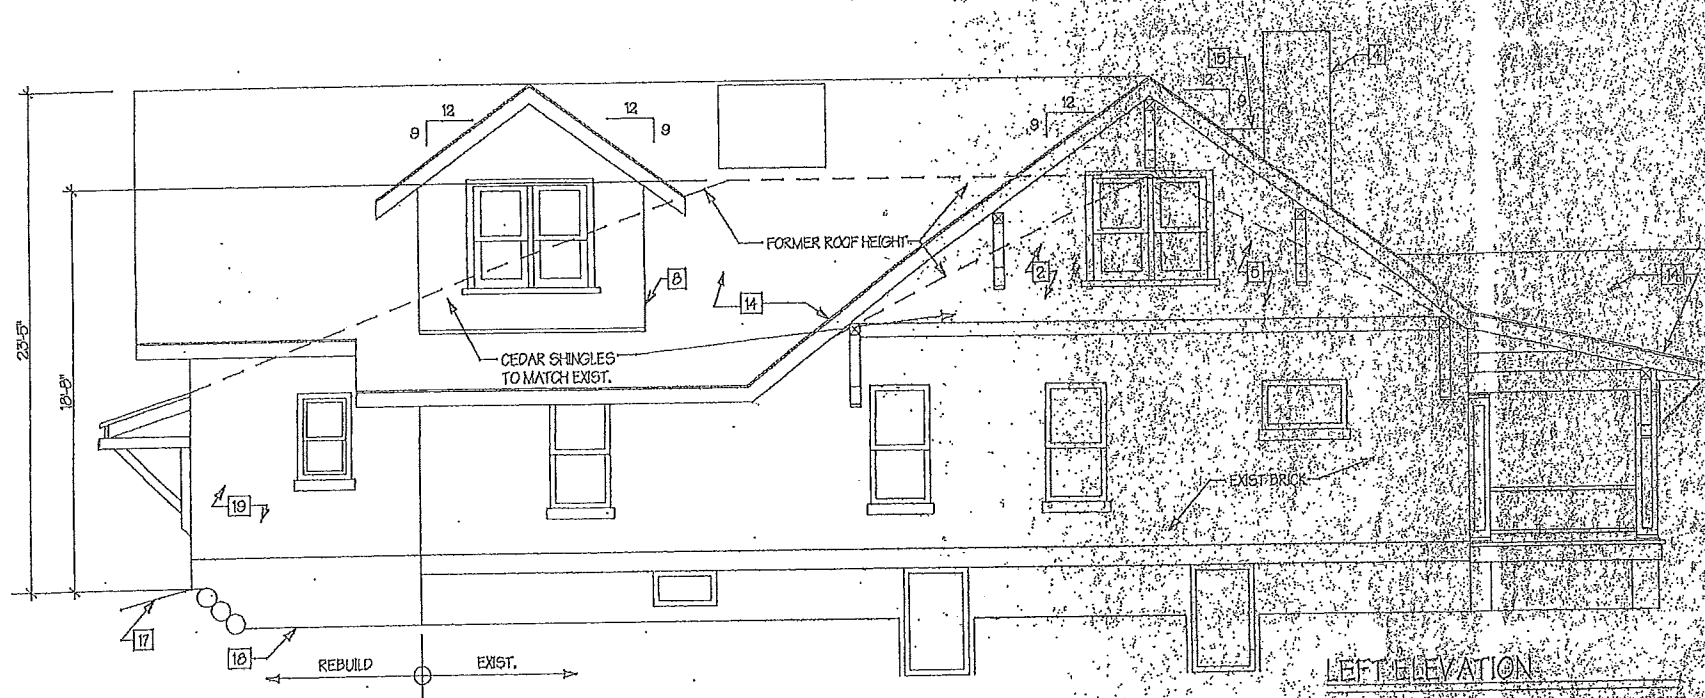 15
4
12
9
12
9
12
9
12
9
FORMER ROOF HEIGHT
2
5
14
8
14
23'-5"
18'-8"
CEDAR SHINGLES
TO MATCH EXIST.
EXIST BRICK
19
17
18
REBUILD
EXIST.
LEFT ELEVATION